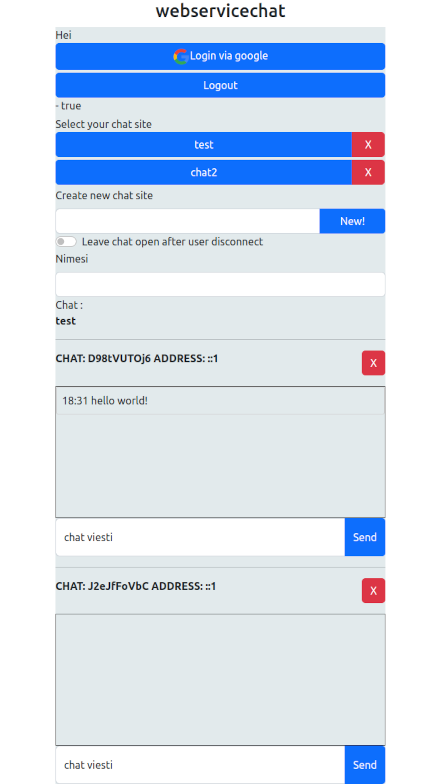 webservicechat
Hei
Login via google
Logout
- true
Select your chat site
test X
chat2 X
Create new chat site
New!
Leave chat open after user disconnect
Nimesi
Chat :
test
CHAT: D98tVUTOj6 ADDRESS: ::1 X
18:31 hello world!
chat viesti Send
CHAT: J2eJfFoVbC ADDRESS: ::1 X
chat viesti Send